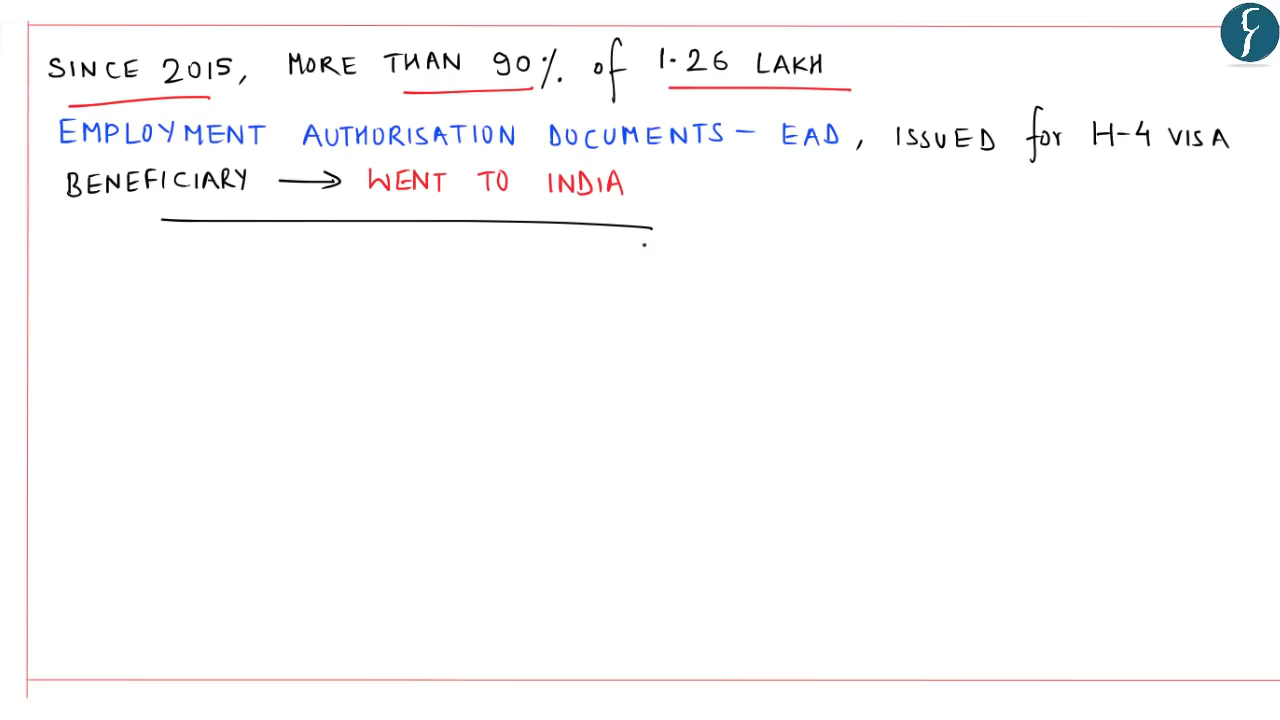 SINCE 2015, MORE THAN 90% of 1.26 LAKH
EMPLOYMENT AUTHORISATION DOCUMENTS - EAD, ISSUED for H-4 VISA
BENEFICIARY → WENT TO INDIA